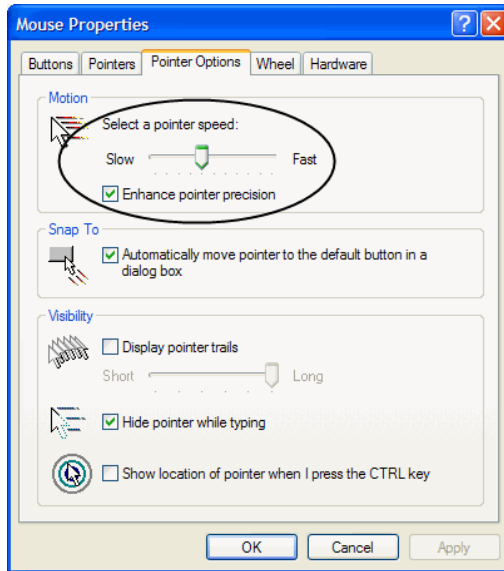 Mouse Properties
Buttons Pointers Pointer Options Wheel Hardware
Motion
Select a pointer speed:
Slow Fast
Enhance pointer precision
Snap To
Automatically move pointer to the default button in a
dialog box
Visibility
Display pointer trails
Short Long
Hide pointer while typing
Show location of pointer when I press the CTRL key
OK Cancel Apply